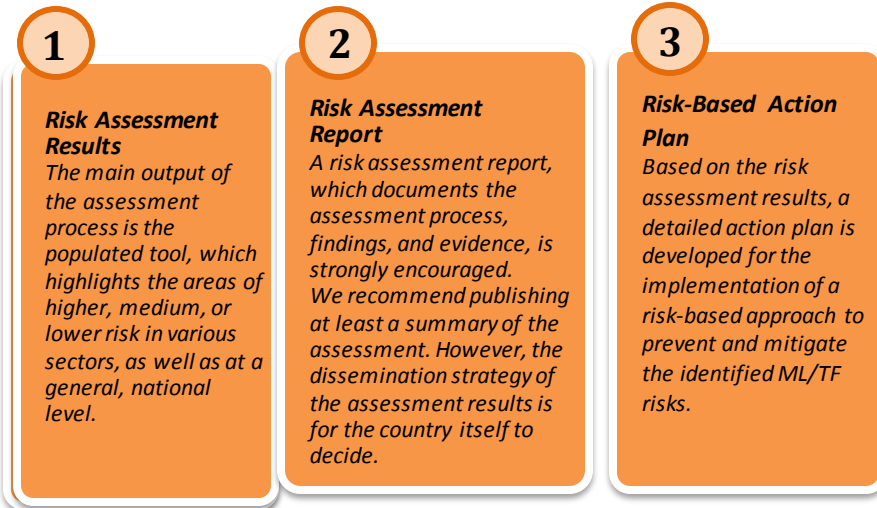 1
Risk Assessment
Results
The main output of
the assessment
process is the
populated tool, which
highlights the areas of
higher, medium, or
lower risk in various
sectors, as well as at a
general, national
level.
2
Risk Assessment
Report
A risk assessment report,
which documents the
assessment process,
findings, and evidence, is
strongly encouraged.
We recommend publishing
at least a summary of the
assessment. However, the
dissemination strategy of
the assessment results is
for the country itself to
decide.
3
Risk-Based Action
Plan
Based on the risk
assessment results, a
detailed action plan is
developed for the
implementation of a
risk-based approach to
prevent and mitigate
the identified ML/TF
risks.